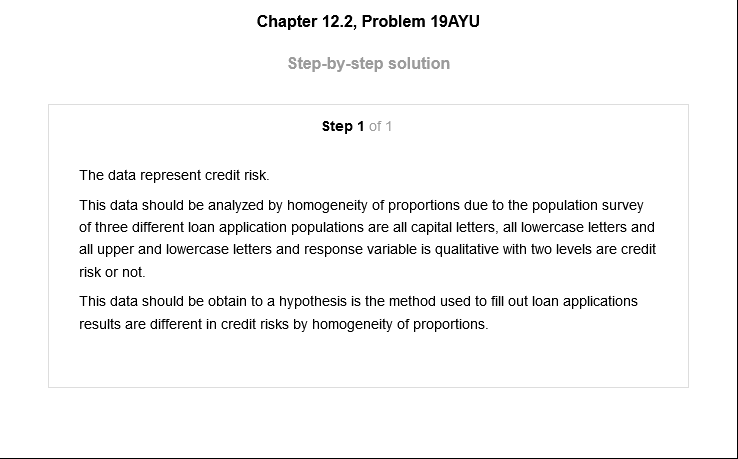 Chapter 12.2, Problem 19AYU
Step-by-step solution
Step 1 of 1
The data represent credit risk.
This data should be analyzed by homogeneity of proportions due to the population survey
of three different loan application populations are all capital letters, all lowercase letters and
all upper and lowercase letters and response variable is qualitative with two levels are credit
risk or not.
This data should be obtain to a hypothesis is the method used to fill out loan applications
results are different in credit risks by homogeneity of proportions.